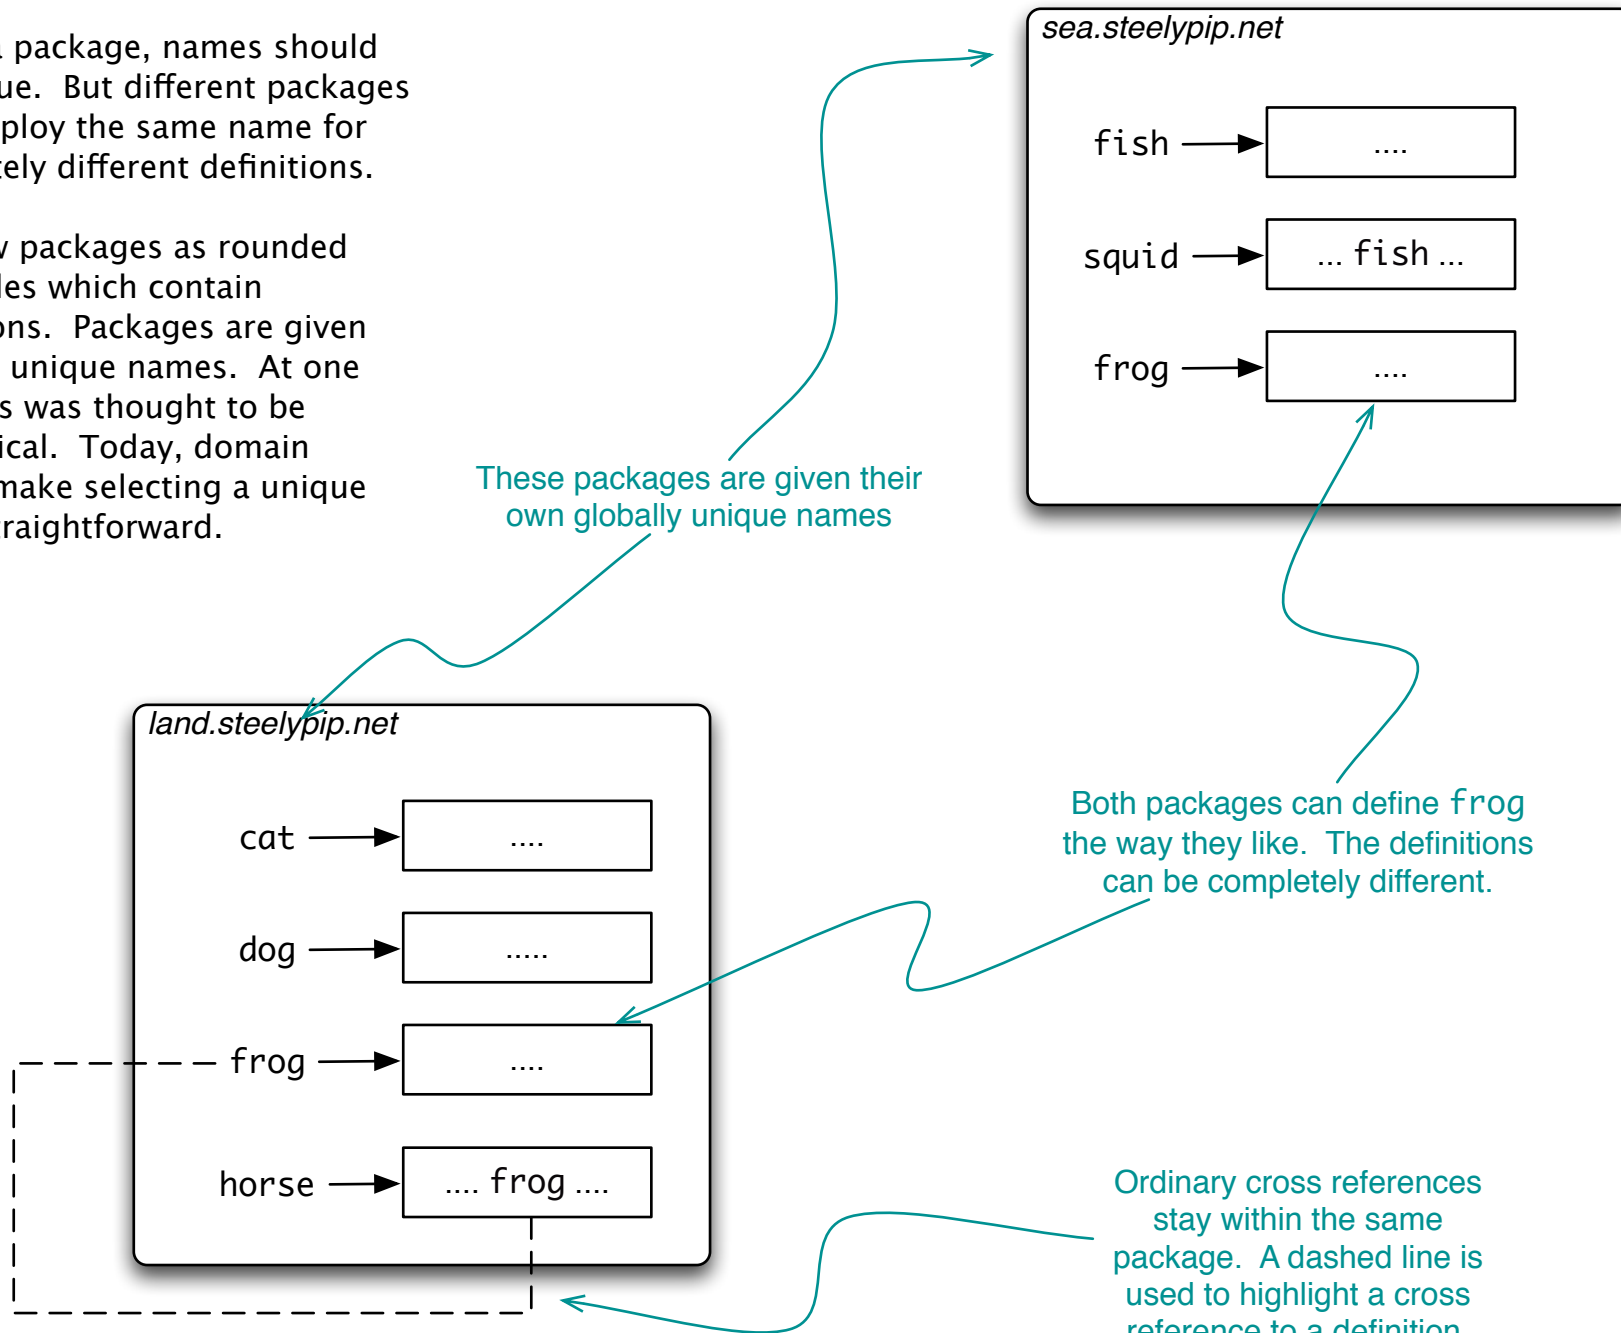 a package, names should
ue. But different packages
ploy the same name for
tely different definitions.
w packages as rounded
les which contain
ons. Packages are given
unique names. At one
s was thought to be
ical. Today, domain
make selecting a unique
raightforward.
These packages are given their
own globally unique names
sea.steelypip.net
fish ....
squid ... fish ...
frog ....
land.steelypip.net
cat ....
dog .....
frog ....
horse .... frog ....
Both packages can define frog
the way they like. The definitions
can be completely different.
Ordinary cross references
stay within the same
package. A dashed line is
used to highlight a cross
reference to a definition